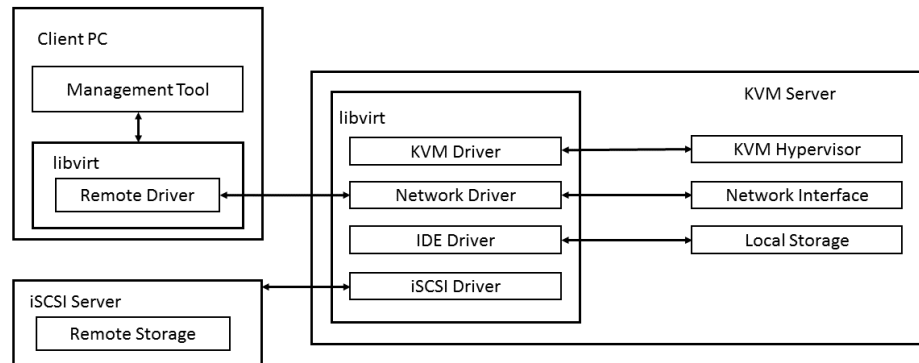 Client PC
Management Tool
libvirt
Remote Driver
iSCSI Server
Remote Storage
KVM Server
libvirt
KVM Driver
KVM Hypervisor
Network Driver
Network Interface
IDE Driver
Local Storage
iSCSI Driver